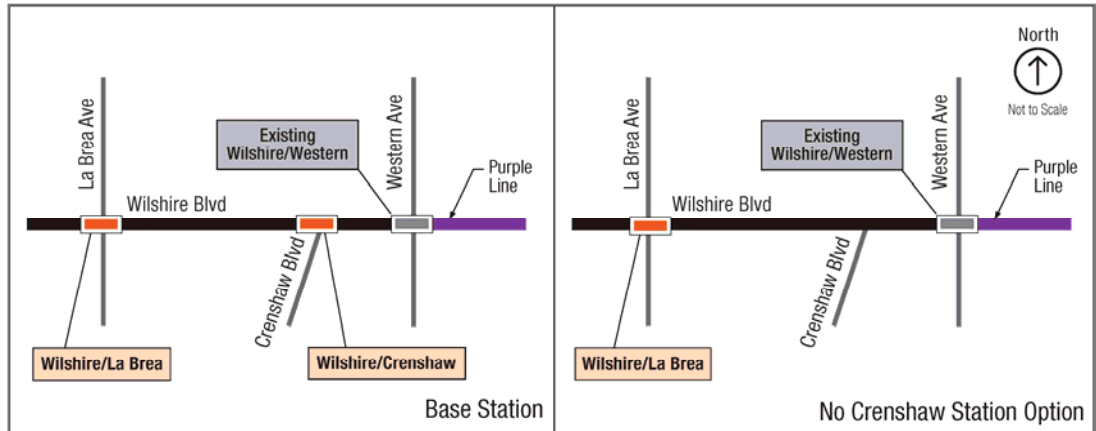 La Brea Ave
Existing
Wilshire/Western
Western Ave
Purple
Line
Wilshire Blvd
Crenshaw Blvd
Wilshire/La Brea
Wilshire/Crenshaw
Base Station
North
Not to Scale
La Brea Ave
Existing
Wilshire/Western
Western Ave
Purple
Line
Wilshire Blvd
Crenshaw Blvd
Wilshire/La Brea
No Crenshaw Station Option